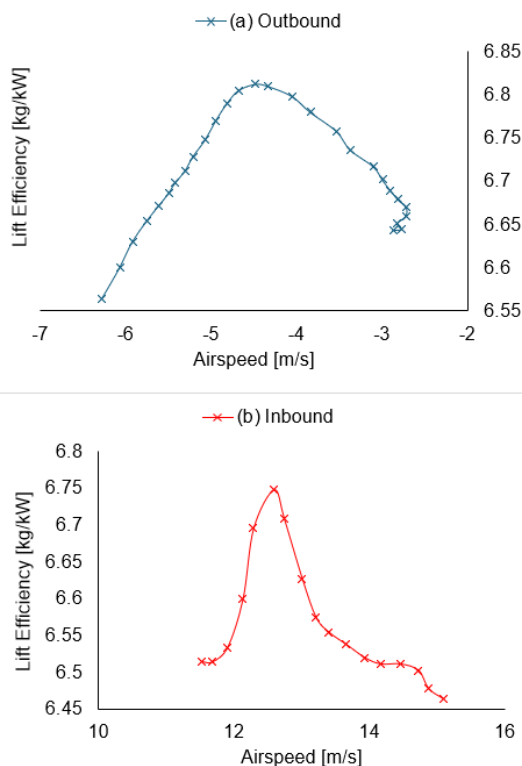 (a) Outbound
Lift Efficiency [kg/kW]
6.85
6.8
6.75
6.7
6.65
6.6
6.55
-7 -6 -5 -4 -3 -2
Airspeed [m/s]
(b) Inbound
Lift Efficiency [kg/kW]
6.8
6.75
6.7
6.65
6.6
6.55
6.5
6.45
10 12 14 16
Airspeed [m/s]